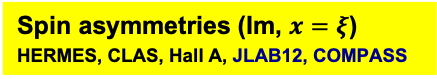 Spin asymmetries (Im, x = ξ)
HERMES, CLAS, Hall A, JLAB12, COMPASS